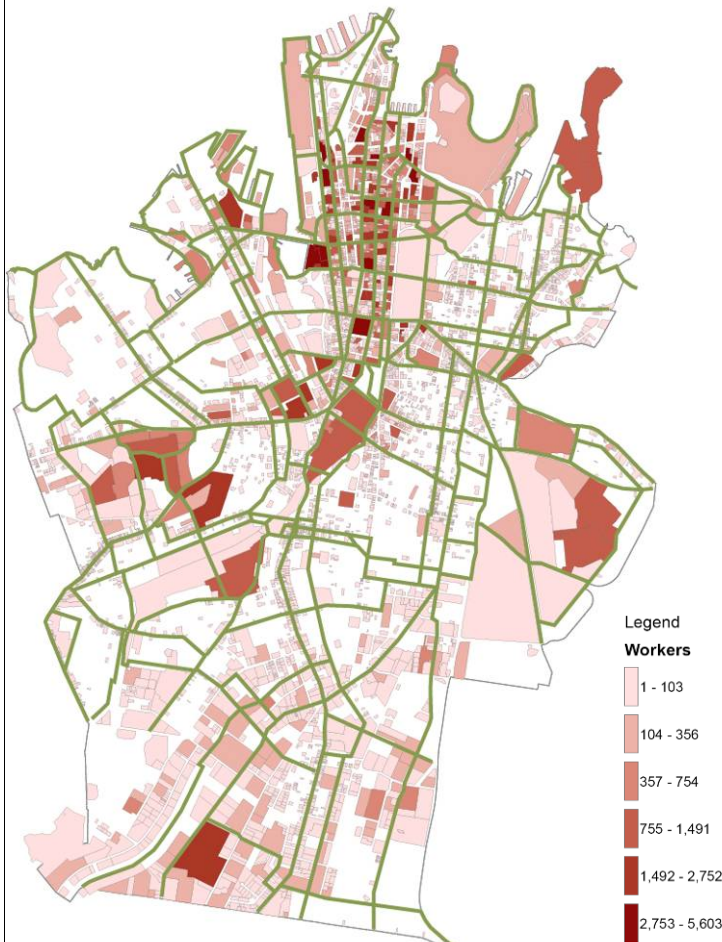 Legend
Workers
1 - 103
104 - 356
357 - 754
755 - 1,491
1,492 - 2,752
2,753 - 5,603